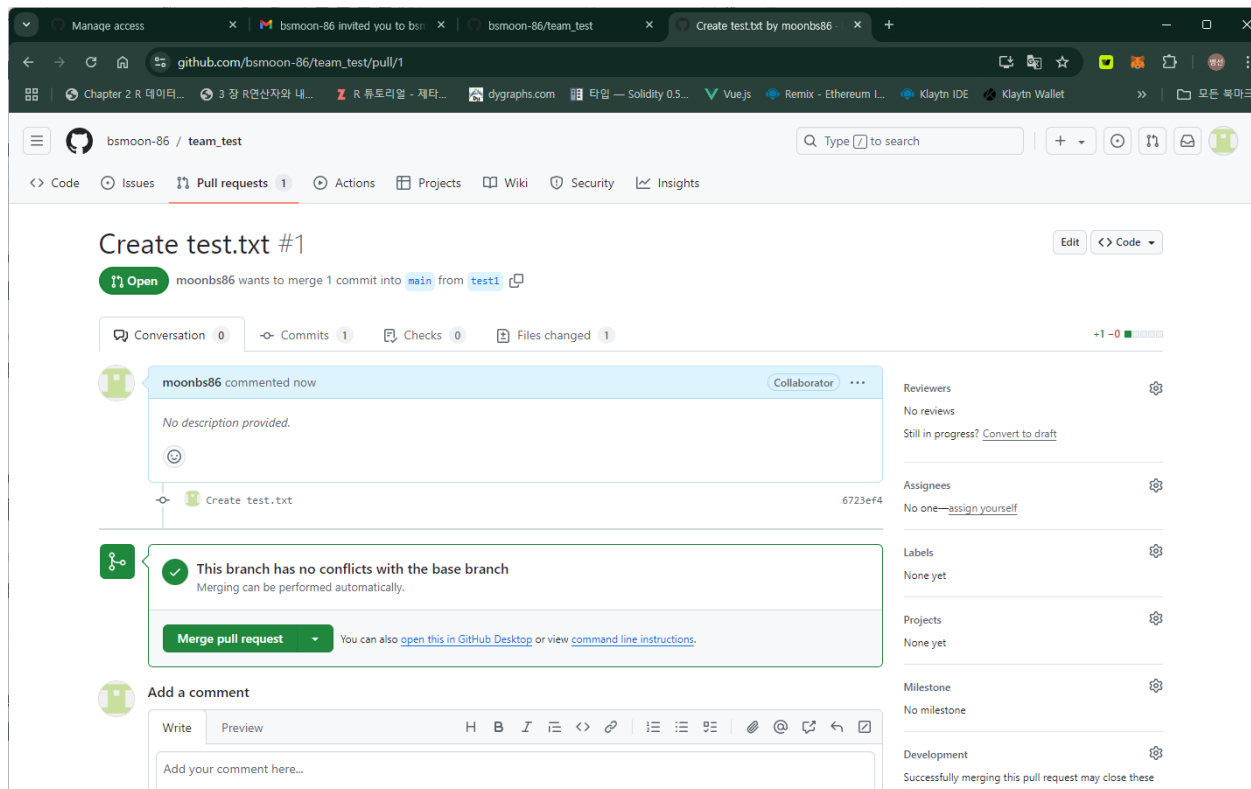 Manage access
bsmoon-86 invited you to bsm
bsmoon-86/team_test
Create test.txt by moonbs86 ·
github.com/bsmoon-86/team_test/pull/1
Chapter 2 R 데이터...
3 장 R연산자와 내...
R 튜토리얼 - 제타...
dygraphs.com
타입 — Solidity 0.5...
Vue.js
Remix - Ethereum I...
Klaytn IDE
Klaytn Wallet
모든 북마크
bsmoon-86 / team_test
Type / to search
Code
Issues
Pull requests 1
Actions
Projects
Wiki
Security
Insights
Create test.txt #1
Edit
Code
Open
moonbs86 wants to merge 1 commit into main from test1
Conversation 0
Commits 1
Checks 0
Files changed 1
+1 −0
moonbs86 commented now
Collaborator
No description provided.
Create test.txt
6723ef4
This branch has no conflicts with the base branch
Merging can be performed automatically.
Merge pull request
You can also open this in GitHub Desktop or view command line instructions.
Add a comment
Write
Preview
Add your comment here...
Reviewers
No reviews
Still in progress? Convert to draft
Assignees
No one—assign yourself
Labels
None yet
Projects
None yet
Milestone
No milestone
Development
Successfully merging this pull request may close these